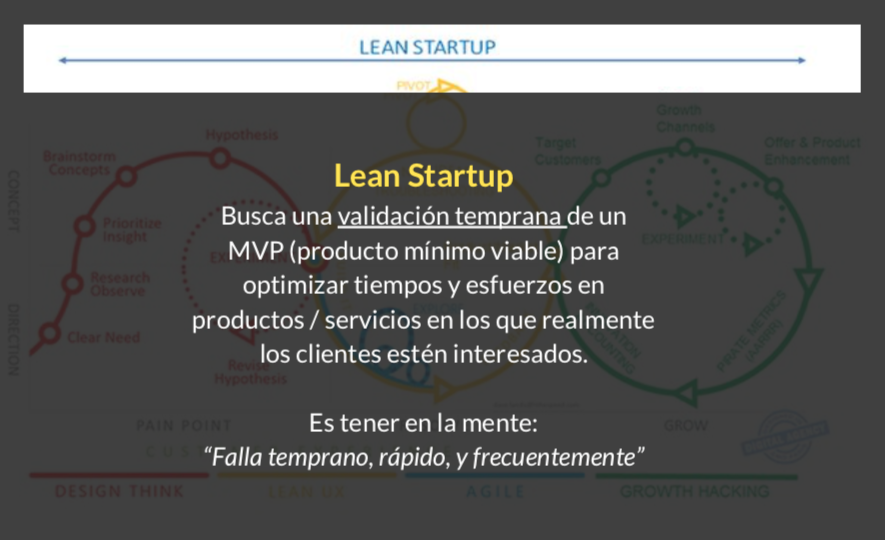 LEAN STARTUP
PIVOT
Growth
Channels
Hypothesis
Target
Customers
Offer & Product
Enhancement
Brainstorm
Concepts
CONCEPT
Lean Startup
Busca una validación temprana de un
MVP (producto mínimo viable) para
optimizar tiempos y esfuerzos en
productos / servicios en los que realmente
los clientes estén interesados.
Prioritize
Insight
EXPERIMENT
Research
Observe
DIRECTION
Clear Need
Revise
Hypothesis
PIRATE METRICS
(AARRR)
Es tener en la mente:
“Falla temprano, rápido, y frecuentemente”
PAIN POINT
GROW
DESIGN THINK
LEAN UX
AGILE
GROWTH HACKING